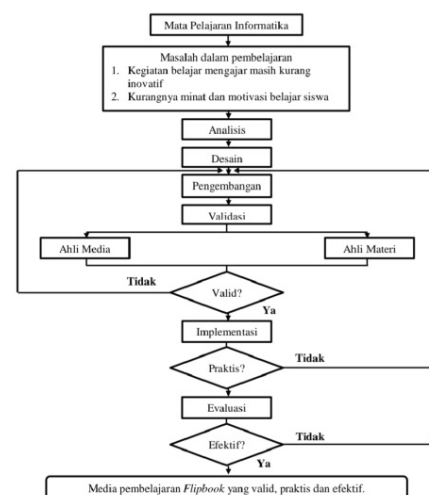 Mata Pelajaran Informatika
Masalah dalam pembelajaran
1. Kegiatan belajar mengajar masih kurang
inovatif
2. Kurangnya minat dan motivasi belajar siswa
Analisis
Desain
Pengembangan
Validasi
Ahli Media
Ahli Materi
Tidak
Valid?
Ya
Implementasi
Tidak
Praktis?
Evaluasi
Tidak
Efektif?
Ya
Media pembelajaran Flipbook yang valid, praktis dan efektif.